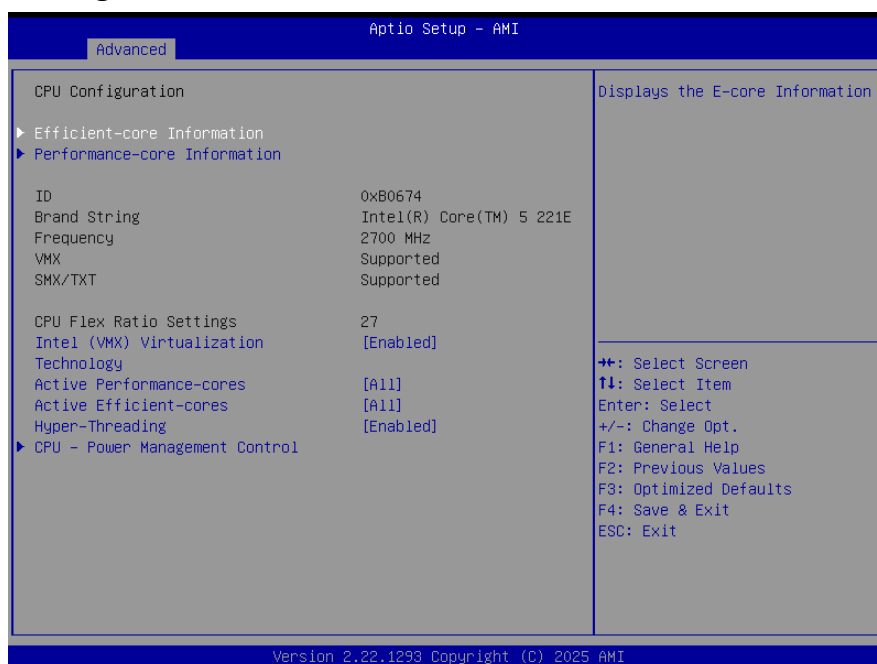 Aptio Setup – AMI
Advanced
CPU Configuration
Efficient-core Information
Performance-core Information
ID 0xB0674
Brand String Intel(R) Core(TM) 5 221E
Frequency 2700 MHz
VMX Supported
SMX/TXT Supported
CPU Flex Ratio Settings 27
Intel (VMX) Virtualization [Enabled]
Technology
Active Performance-cores [All]
Active Efficient-cores [All]
Hyper-Threading [Enabled]
CPU – Power Management Control
Displays the E-core Information
→←: Select Screen
↑↓: Select Item
Enter: Select
+/-: Change Opt.
F1: General Help
F2: Previous Values
F3: Optimized Defaults
F4: Save & Exit
ESC: Exit
Version 2.22.1293 Copyright (C) 2025 AMI